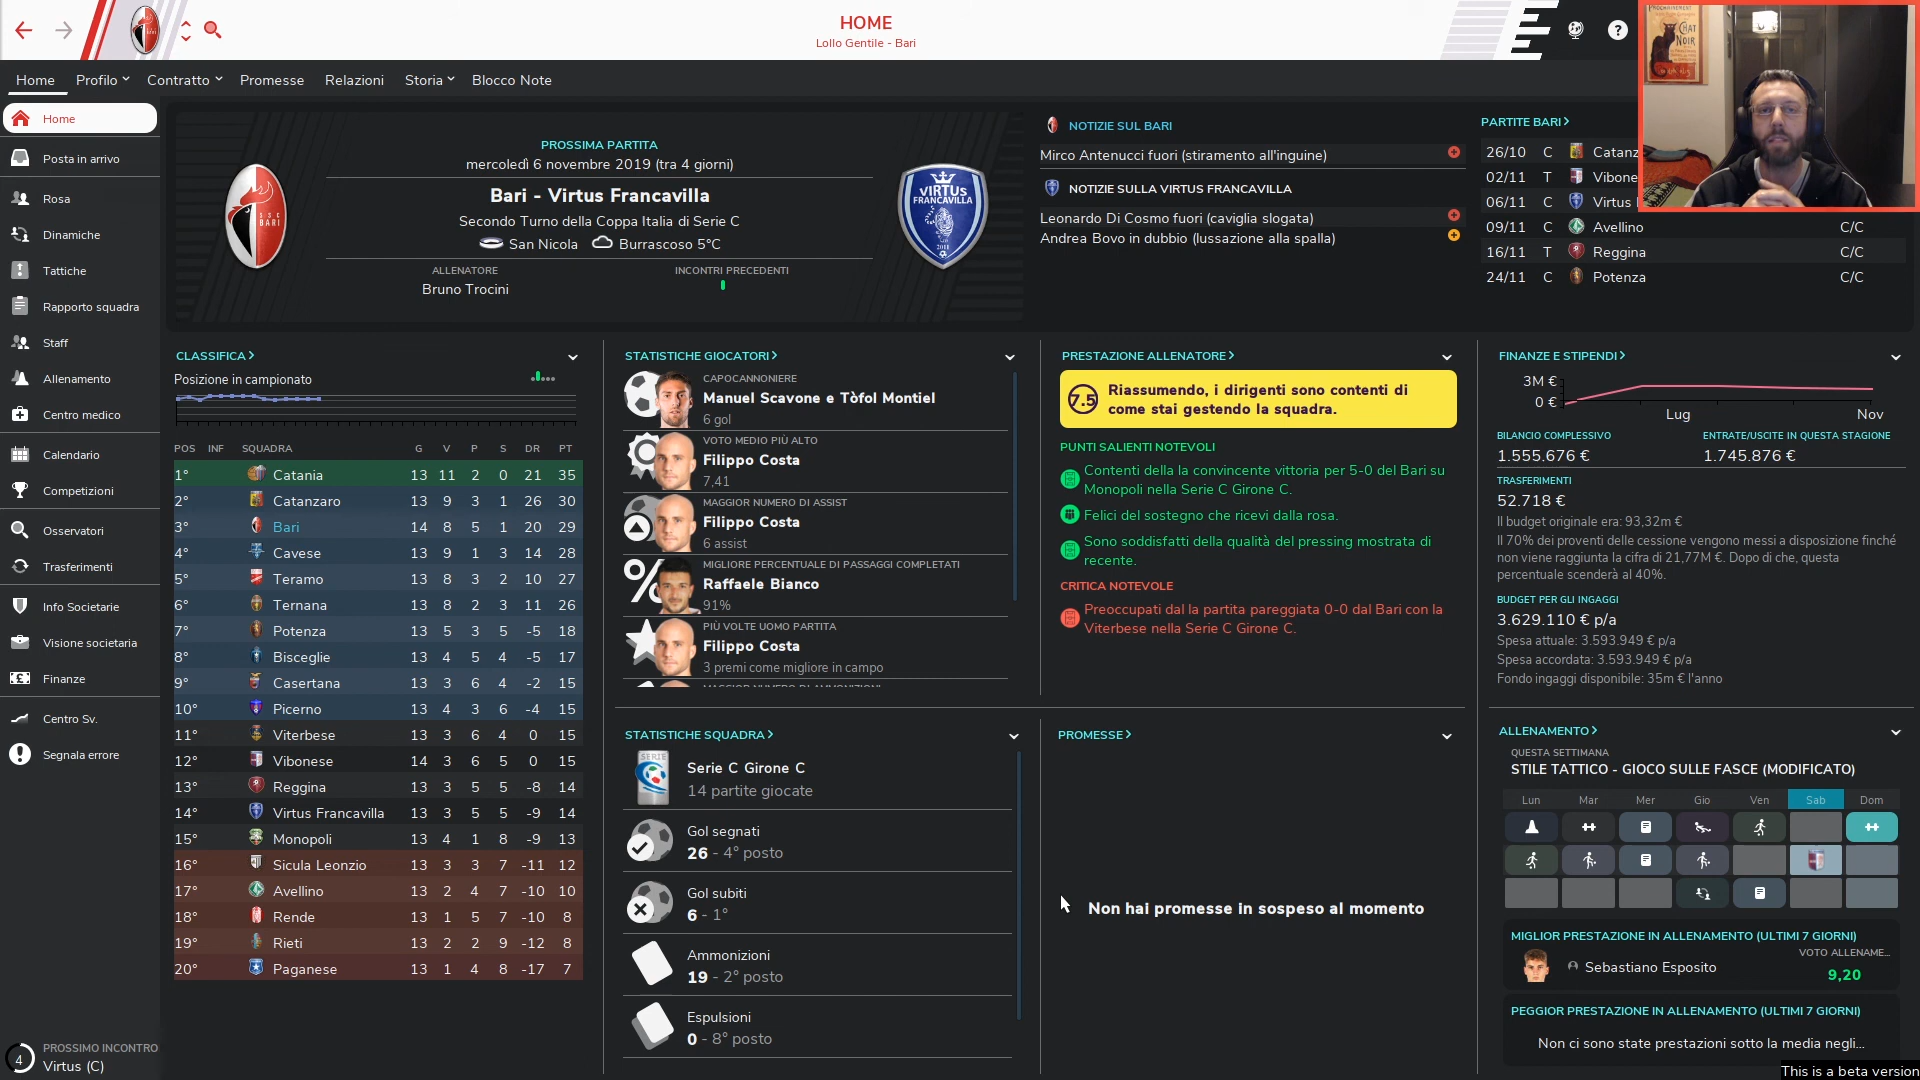 HOME
Lollo Gentile - Bari
Home
Profilo
Contratto
Promesse
Relazioni
Storia
Blocco Note
Home
Posta in arrivo
Rosa
Dinamiche
Tattiche
Rapporto squadra
Staff
Allenamento
Centro medico
Calendario
Competizioni
Osservatori
Trasferimenti
Info Societarie
Visione societaria
Finanze
Centro Sv.
Segnala errore
4
PROSSIMO INCONTRO
Virtus (C)
PROSSIMA PARTITA
mercoledì 6 novembre 2019 (tra 4 giorni)
Bari - Virtus Francavilla
Secondo Turno della Coppa Italia di Serie C
San Nicola Burrascoso 5°C
ALLENATORE
Bruno Trocini
INCONTRI PRECEDENTI
BARI
VIRTUS
FRANCAVILLA
NOTIZIE SUL BARI
Mirco Antenucci fuori (stiramento all'inguine)
NOTIZIE SULLA VIRTUS FRANCAVILLA
Leonardo Di Cosmo fuori (caviglia slogata)
Andrea Bovo in dubbio (lussazione alla spalla)
PARTITE BARI
26/10 C Catanz
02/11 T Vibone
06/11 C Virtus
09/11 C Avellino C/C
16/11 T Reggina C/C
24/11 C Potenza C/C
CHAT
NOIR
CLASSIFICA
Posizione in campionato
POS INF SQUADRA G V P S DR PT
1° Catania 13 11 2 0 21 35
2° Catanzaro 13 9 3 1 26 30
3° Bari 14 8 5 1 20 29
4° Cavese 13 9 1 3 14 28
5° Teramo 13 8 3 2 10 27
6° Ternana 13 8 2 3 11 26
7° Potenza 13 5 3 5 -5 18
8° Bisceglie 13 4 5 4 -5 17
9° Casertana 13 3 6 4 -2 15
10° Picerno 13 4 3 6 -4 15
11° Viterbese 13 3 6 4 0 15
12° Vibonese 14 3 6 5 0 15
13° Reggina 13 3 5 5 -8 14
14° Virtus Francavilla 13 3 5 5 -9 14
15° Monopoli 13 4 1 8 -9 13
16° Sicula Leonzio 13 3 3 7 -11 12
17° Avellino 13 2 4 7 -10 10
18° Rende 13 1 5 7 -10 8
19° Rieti 13 2 2 9 -12 8
20° Paganese 13 1 4 8 -17 7
STATISTICHE GIOCATORI
CAPOCANNONIERE
Manuel Scavone e Tòfol Montiel
6 gol
VOTO MEDIO PIÙ ALTO
Filippo Costa
7,41
MAGGIOR NUMERO DI ASSIST
Filippo Costa
6 assist
MIGLIORE PERCENTUALE DI PASSAGGI COMPLETATI
Raffaele Bianco
91%
PIÙ VOLTE UOMO PARTITA
Filippo Costa
3 premi come migliore in campo
MAGGIOR NUMERO DI AMMONIZIONI
STATISTICHE SQUADRA
SERIE
Serie C Girone C
14 partite giocate
Gol segnati
26 - 4° posto
Gol subiti
6 - 1°
Ammonizioni
19 - 2° posto
Espulsioni
0 - 8° posto
PRESTAZIONE ALLENATORE
7.5
Riassumendo, i dirigenti sono contenti di
come stai gestendo la squadra.
PUNTI SALIENTI NOTEVOLI
Contenti della la convincente vittoria per 5-0 del Bari su
Monopoli nella Serie C Girone C.
Felici del sostegno che ricevi dalla rosa.
Sono soddisfatti della qualità del pressing mostrata di
recente.
CRITICA NOTEVOLE
Preoccupati dal la partita pareggiata 0-0 dal Bari con la
Viterbese nella Serie C Girone C.
PROMESSE
Non hai promesse in sospeso al momento
FINANZE E STIPENDI
3M €
0 €
Lug Nov
BILANCIO COMPLESSIVO
1.555.676 €
ENTRATE/USCITE IN QUESTA STAGIONE
1.745.876 €
TRASFERIMENTI
52.718 €
Il budget originale era: 93,32m €
Il 70% dei proventi delle cessione vengono messi a disposizione finché
non viene raggiunta la cifra di 21,77M €. Dopo di che, questa
percentuale scenderà al 40%.
BUDGET PER GLI INGAGGI
3.629.110 € p/a
Spesa attuale: 3.593.949 € p/a
Spesa accordata: 3.593.949 € p/a
Fondo ingaggi disponibile: 35m € l'anno
ALLENAMENTO
QUESTA SETTIMANA
STILE TATTICO - GIOCO SULLE FASCE (MODIFICATO)
Lun Mar Mer Gio Ven Sab Dom
MIGLIOR PRESTAZIONE IN ALLENAMENTO (ULTIMI 7 GIORNI)
VOTO ALLENAME...
Sebastiano Esposito
9,20
PEGGIOR PRESTAZIONE IN ALLENAMENTO (ULTIMI 7 GIORNI)
Non ci sono state prestazioni sotto la media negli...
This is a beta version